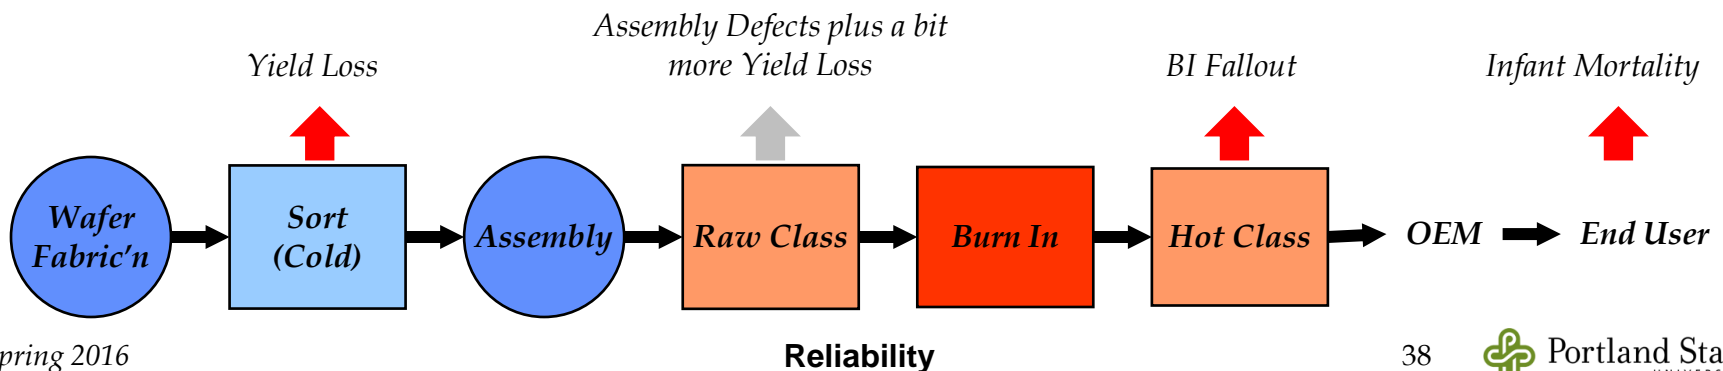 Assembly Defects plus a bit
more Yield Loss
Yield Loss
BI Fallout
Infant Mortality
Wafer
Fabric'n
Sort
(Cold)
Assembly
Raw Class
Burn In
Hot Class
OEM
End User
pring 2016
Reliability
38
Portland Sta